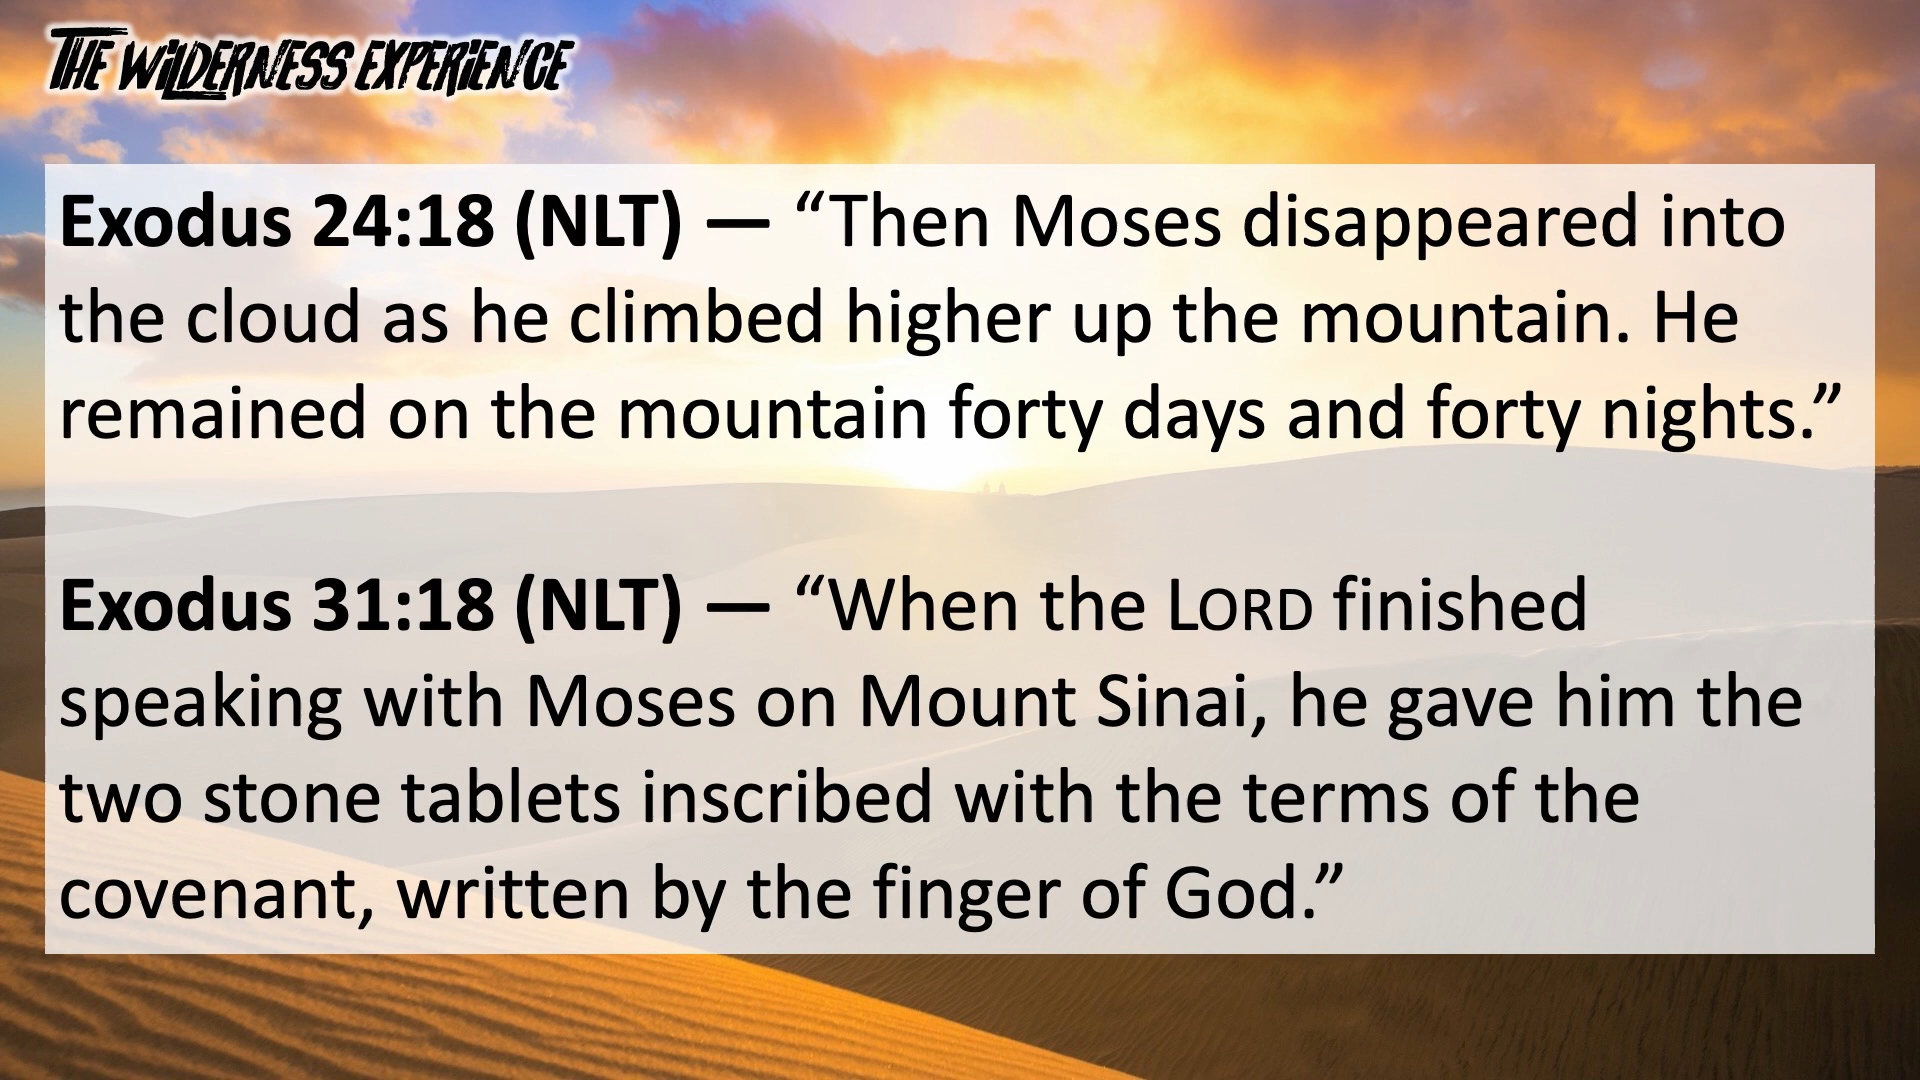 THE WILDERNESS EXPERIENCE
Exodus 24:18 (NLT) — “Then Moses disappeared into
the cloud as he climbed higher up the mountain. He
remained on the mountain forty days and forty nights.”
Exodus 31:18 (NLT) — “When the LORD finished
speaking with Moses on Mount Sinai, he gave him the
two stone tablets inscribed with the terms of the
covenant, written by the finger of God.”